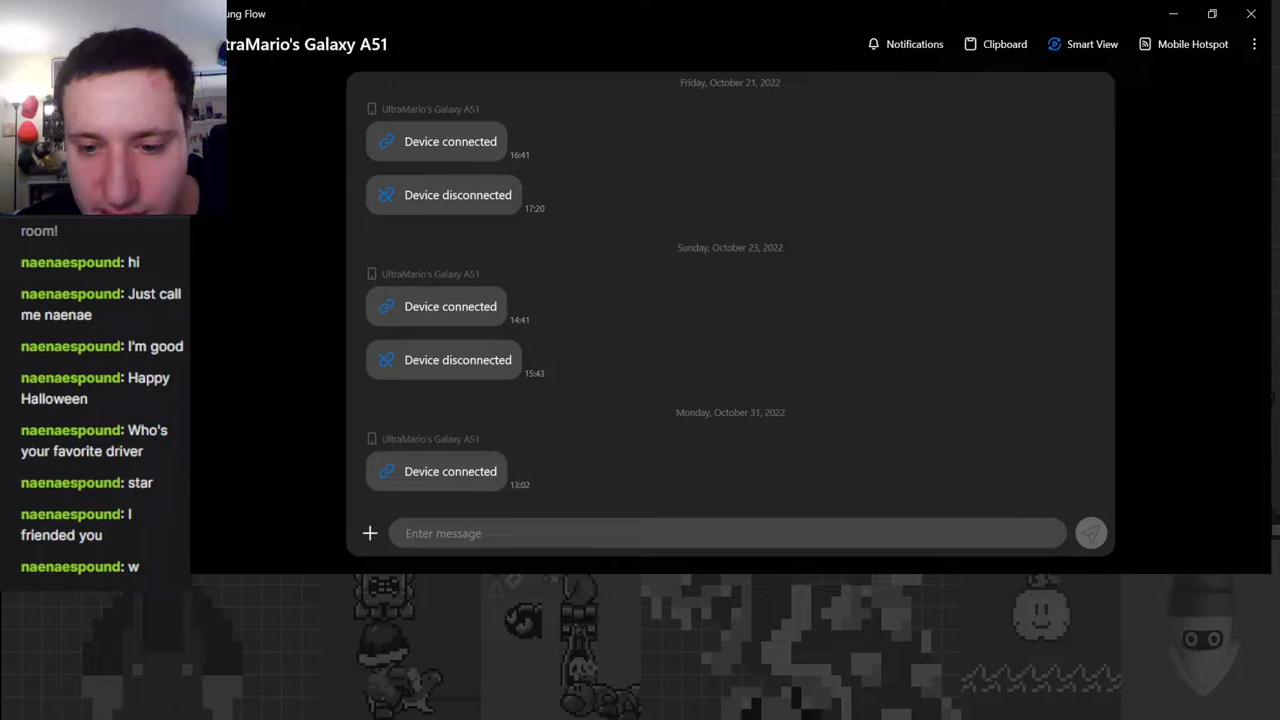 ung Flow
traMario's Galaxy A51
Notifications
Clipboard
Smart View
Mobile Hotspot
Friday, October 21, 2022
UltraMario's Galaxy A51
Device connected
16:41
Device disconnected
17:20
Sunday, October 23, 2022
UltraMario's Galaxy A51
Device connected
14:41
Device disconnected
15:43
Monday, October 31, 2022
UltraMario's Galaxy A51
Device connected
13:02
Enter message
room!
naenaespound: hi
naenaespound: Just call
me naenae
naenaespound: I'm good
naenaespound: Happy
Halloween
naenaespound: Who's
your favorite driver
naenaespound: star
naenaespound: I
friended you
naenaespound: w